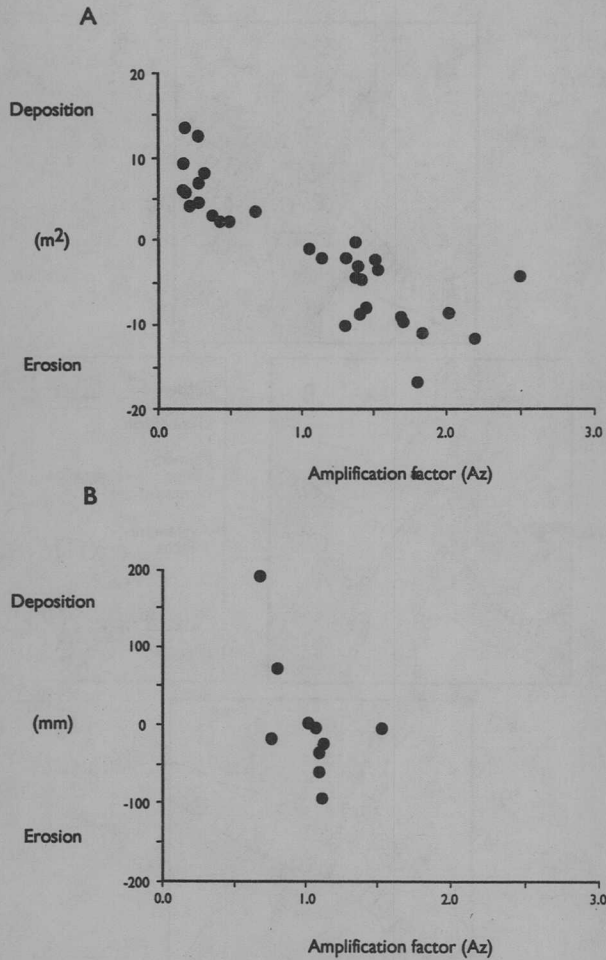 A
20
Deposition
10
0
(m²)
-10
Erosion
-20
0.0 1.0 2.0 3.0
Amplification factor (Az)
B
200
Deposition
100
0
(mm)
-100
Erosion
-200
0.0 1.0 2.0 3.0
Amplification factor (Az)